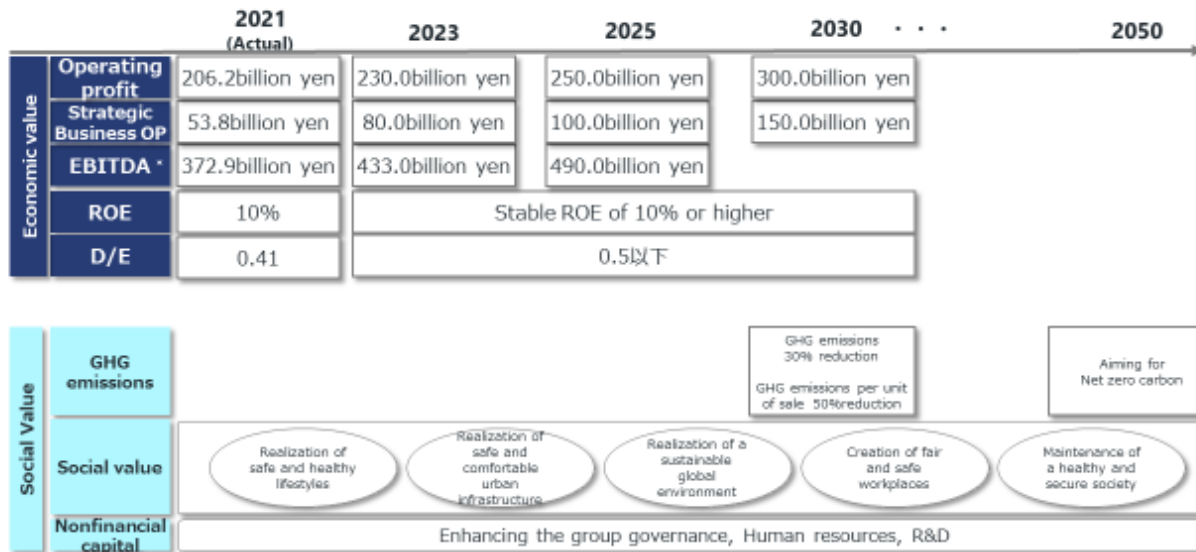 2021
(Actual)
2023
2025
2030
・・・
2050
Economic value
Operating
profit
206.2billion yen
230.0billion yen
250.0billion yen
300.0billion yen
Strategic
Business OP
53.8billion yen
80.0billion yen
100.0billion yen
150.0billion yen
EBITDA *
372.9billion yen
433.0billion yen
490.0billion yen
ROE
10%
Stable ROE of 10% or higher
D/E
0.41
0.5以下
Social Value
GHG
emissions
GHG emissions
30% reduction
GHG emissions per unit
of sale 50%reduction
Aiming for
Net zero carbon
Social value
Realization of
safe and healthy
lifestyles
Realization of
safe and
comfortable
urban
infrastructure
Realization of a
sustainable
global
environment
Creation of fair
and safe
workplaces
Maintenance of
a healthy and
secure society
Nonfinancial
capital
Enhancing the group governance, Human resources, R&D